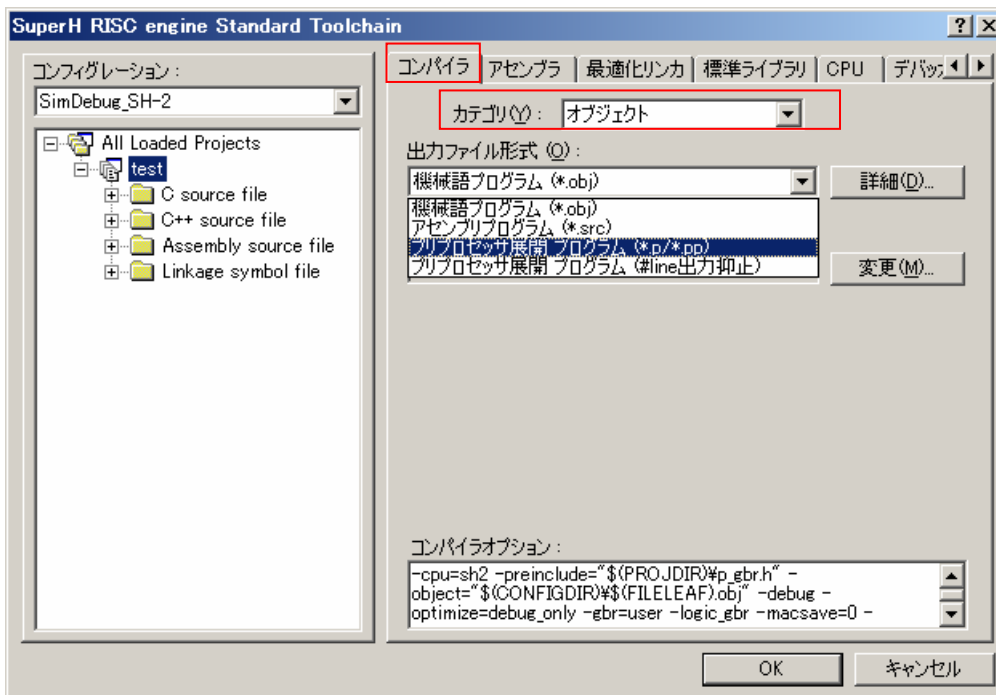 SuperH RISC engine Standard Toolchain
コンフィグレーション :
SimDebug_SH-2
All Loaded Projects
test
C source file
C++ source file
Assembly source file
Linkage symbol file
コンパイラ
アセンブラ
最適化リンカ
標準ライブラリ
CPU
デバッ
カテゴリ(Y) :
オブジェクト
出力ファイル形式 (O) :
機械語プログラム (*.obj)
詳細(D)...
機械語プログラム (*.obj)
アセンブリプログラム (*.src)
プリプロセッサ展開 プログラム (*.p/*.pp)
プリプロセッサ展開 プログラム (#line出力抑止)
変更(M)...
コンパイラオプション :
-cpu=sh2 -preinclude="$(PROJDIR)¥p_gbr.h" -
object="$(CONFIGDIR)¥$(FILELEAF).obj" -debug -
optimize=debug_only -gbr=user -logic_gbr -macsave=0 -
OK
キャンセル